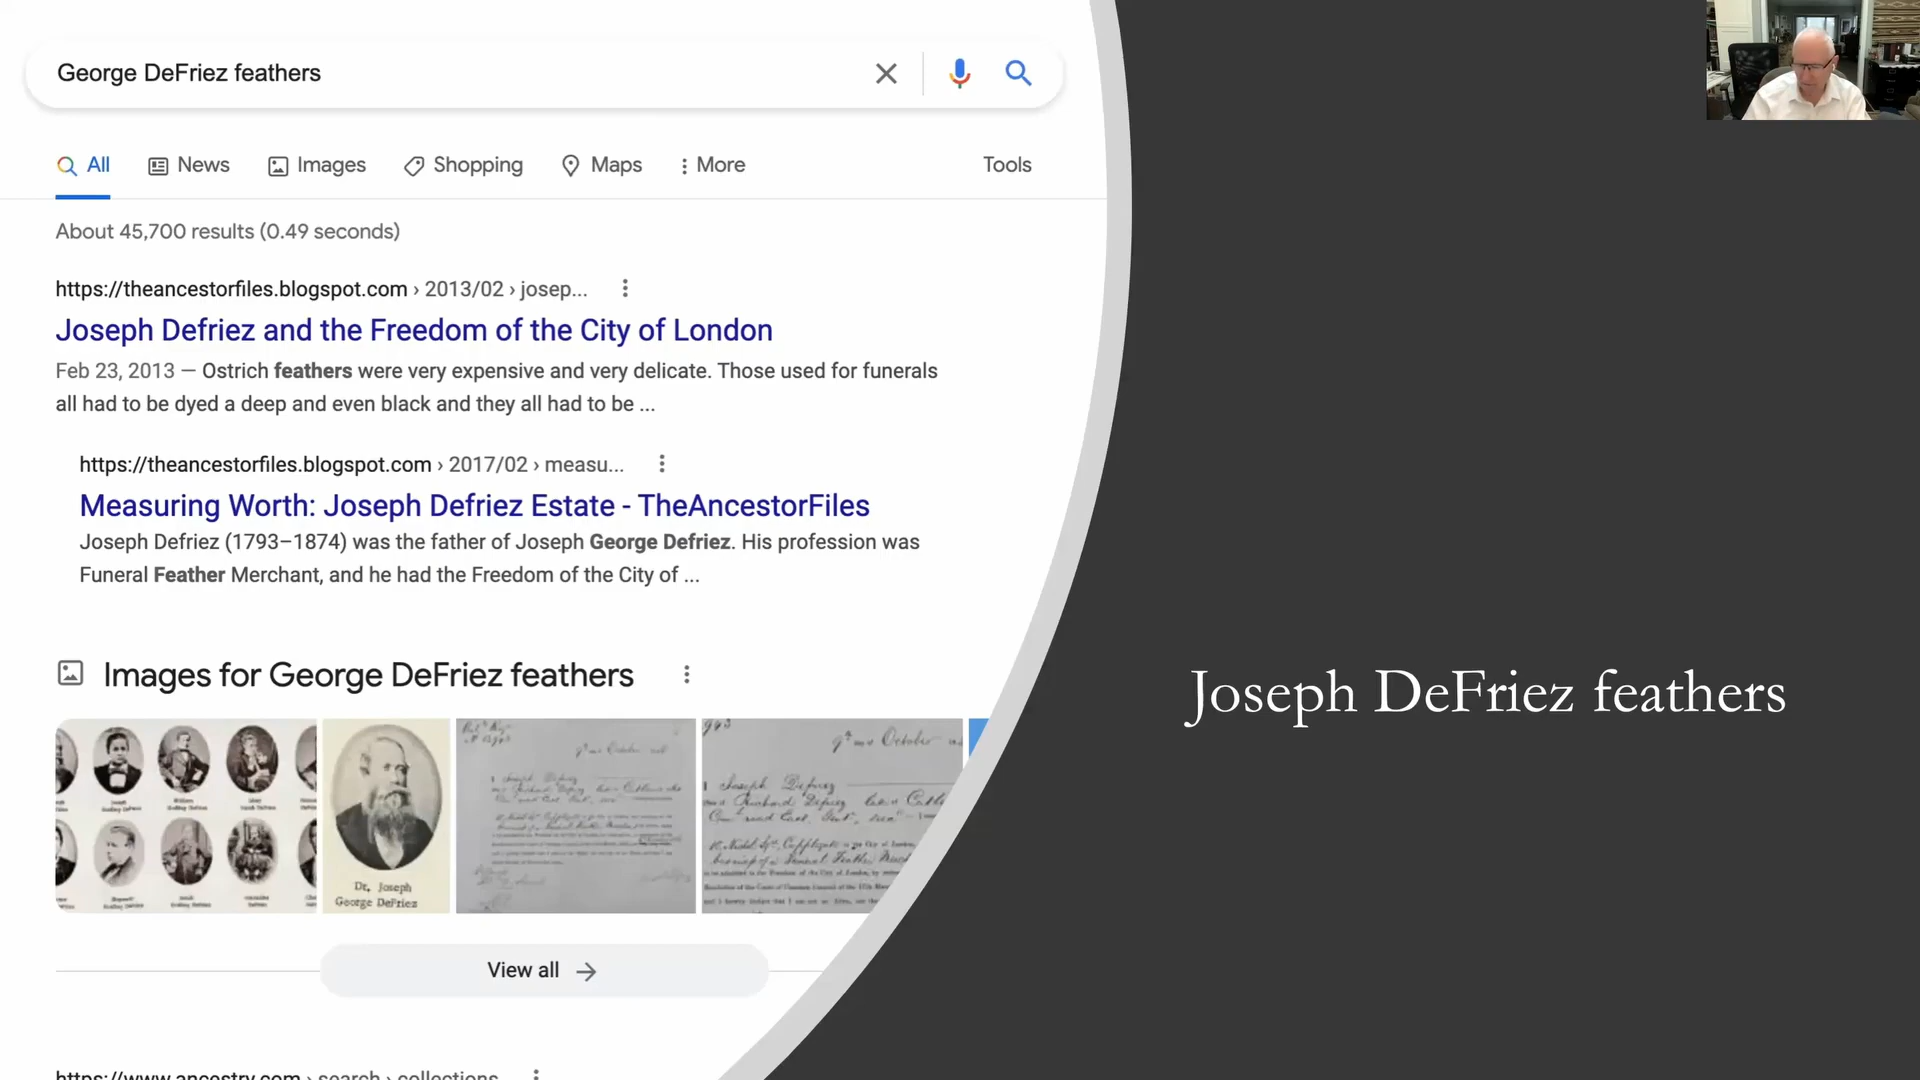 George DeFriez feathers
All News Images Shopping Maps More Tools
About 45,700 results (0.49 seconds)
https://theancestorfiles.blogspot.com › 2013/02 › josep...
Joseph Defriez and the Freedom of the City of London
Feb 23, 2013 — Ostrich feathers were very expensive and very delicate. Those used for funerals
all had to be dyed a deep and even black and they all had to be ...
https://theancestorfiles.blogspot.com › 2017/02 › measu...
Measuring Worth: Joseph Defriez Estate - TheAncestorFiles
Joseph Defriez (1793–1874) was the father of Joseph George Defriez. His profession was
Funeral Feather Merchant, and he had the Freedom of the City of ...
Images for George DeFriez feathers
Joseph DeFriez feathers
Dr. Joseph
George DeFriez
View all
https://www.ancestry.com › search › collections